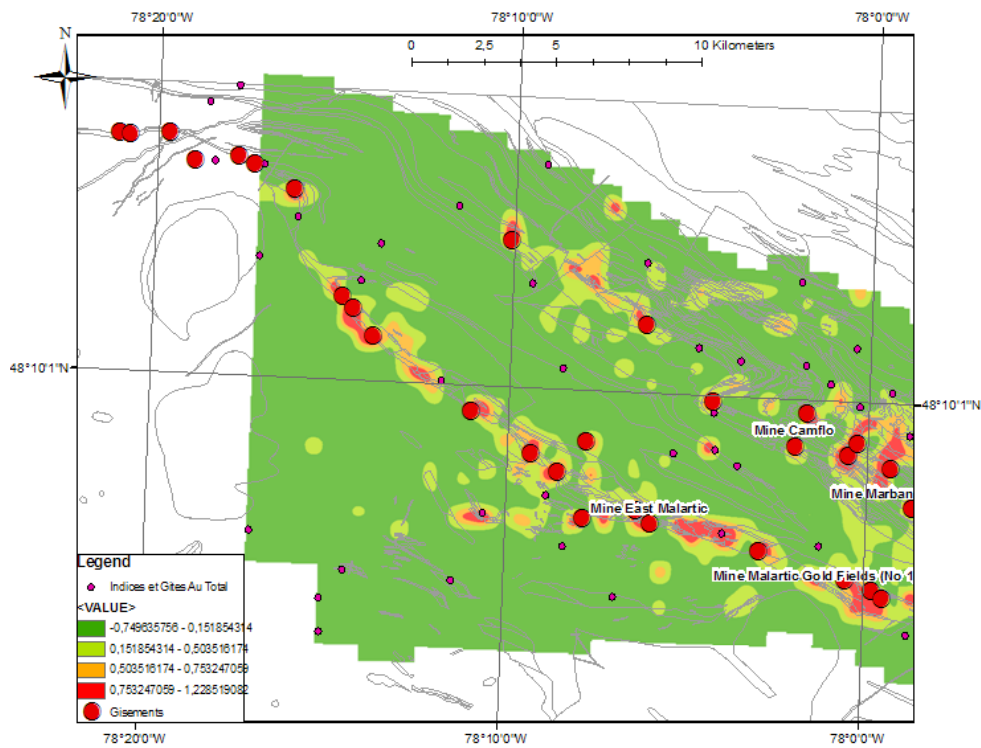 78°20'0"W 78°10'0"W 78°0'0"W
N
0 2,5 5 10 Kilometers
48°10'1"N
48°10'1"N
Mine Camflo
Mine Marban
Mine East Malartic
Mine Malartic Gold Fields (No 1
Legend
Indices et Gites Au Total
<VALUE>
-0,749635756 - 0,151854314
0,151854314 - 0,503516174
0,503516174 - 0,753247059
0,753247059 - 1,228519082
Gisements
78°20'0"W 78°10'0"W 78°0'0"W